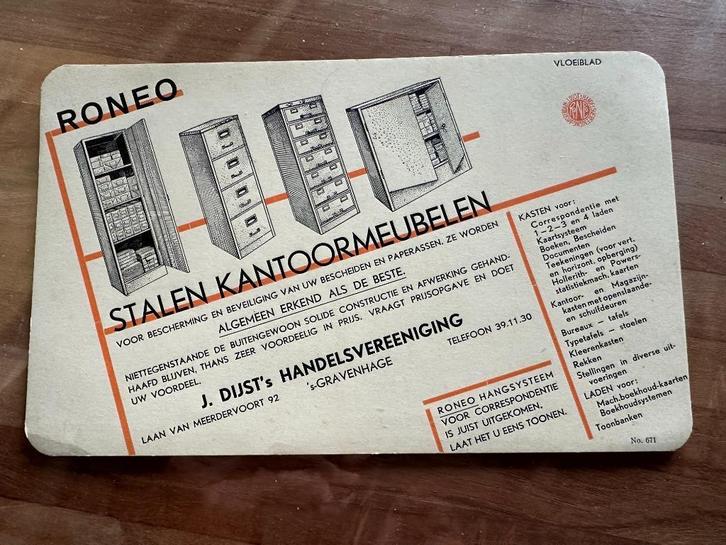 VLOEIBLAD
RONEO
STALEN KANTOORMEUBELEN
VOOR BESCHERMING EN BEVEILIGING VAN UW BESCHEIDEN EN PAPERASSEN. ZE WORDEN
ALGEMEEN ERKEND ALS DE BESTE.
NIETTEGENSTAANDE DE BUITENGEWOON SOLIDE CONSTRUCTIE EN AFWERKING GEHAND-
HAAFD BLIJVEN, THANS ZEER VOORDEELIG IN PRIJS. VRAAGT PRIJSOPGAVE EN DOET
UW VOORDEEL.
J. DIJST's HANDELSVEREENIGING
LAAN VAN MEERDERVOORT 92
's-GRAVENHAGE
TELEFOON 39.11.30
RONEO HANGSYSTEEM
VOOR CORRESPONDENTIE
IS JUIST UITGEKOMEN,
LAAT HET U EENS TOONEN.
KASTEN voor:
Correspondentie met
1–2–3 en 4 laden
Kaartsysteem
Boeken, Bescheiden
Documenten
Teekeningen (voor vert.
en horizont. opberging)
Hollerith- en Powers-
statistiekmach. kaarten
Kantoor- en Magazijn-
kasten met openslaande-
en schuifdeuren
Bureaux – tafels
Typetafels – stoelen
Kleerenkasten
Rekken
Stellingen in diverse uit-
voeringen
LADEN voor:
Mach. boekhoud-kaarten
Boekhoudsystemen
Toonbanken
No. 671